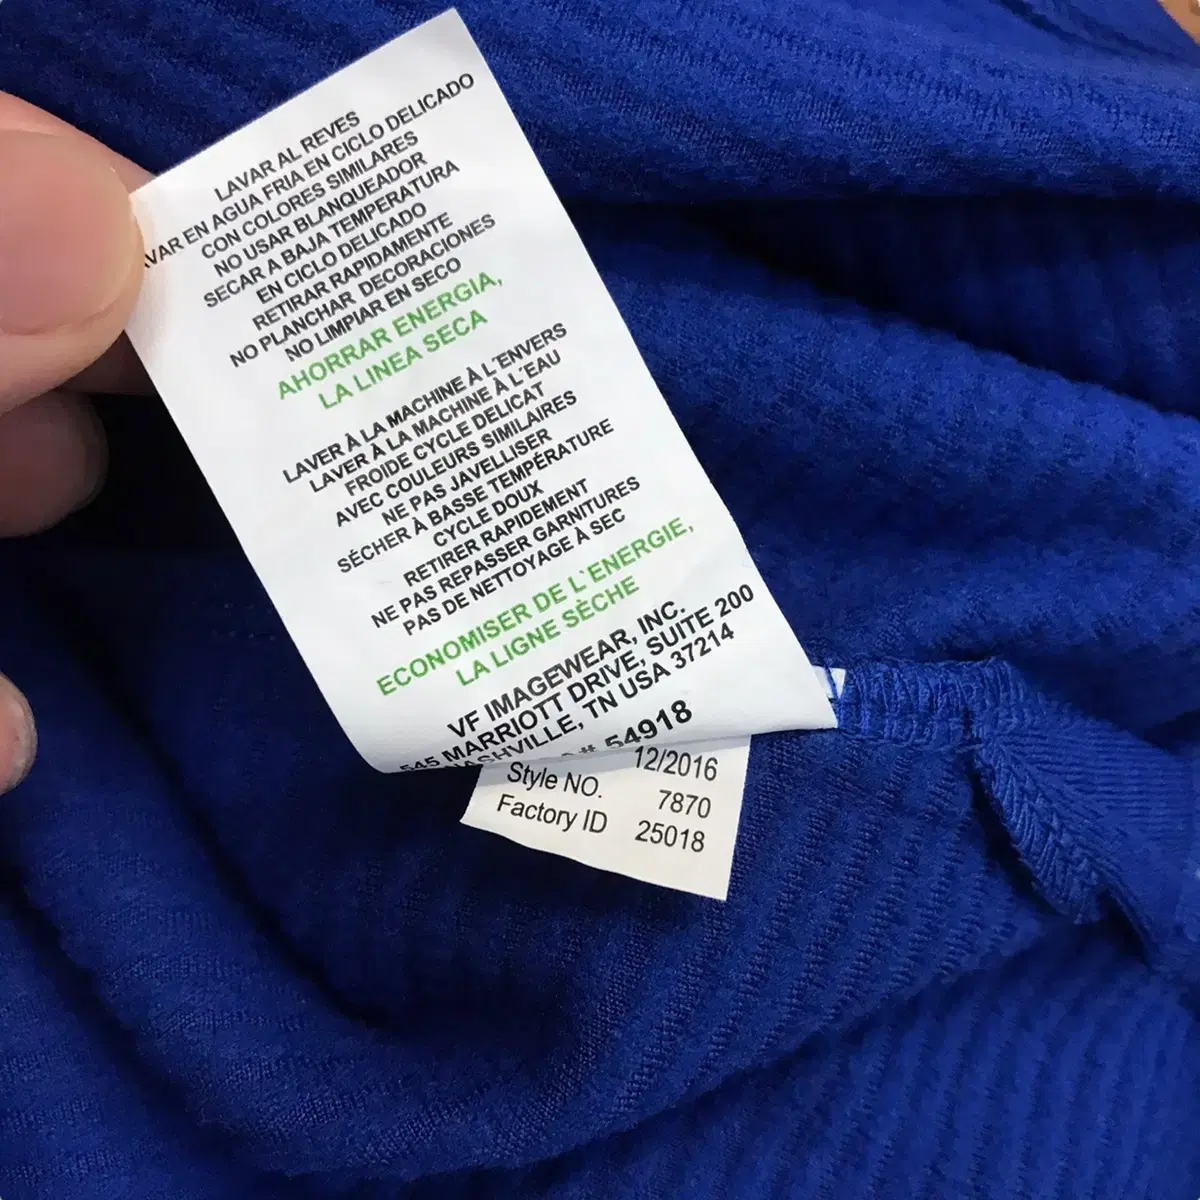 LAVAR AL REVES
AVAR EN AGUA FRIA EN CICLO DELICADO
CON COLORES SIMILARES
NO USAR BLANQUEADOR
SECAR A BAJA TEMPERATURA
EN CICLO DELICADO
RETIRAR RAPIDAMENTE
NO PLANCHAR DECORACIONES
NO LIMPIAR EN SECO
AHORRAR ENERGIA,
LA LINEA SECA
LAVER À LA MACHINE À L´ENVERS
LAVER À LA MACHINE À L´EAU
FROIDE CYCLE DELICAT
AVEC COULEURS SIMILAIRES
NE PAS JAVELLISER
SÉCHER À BASSE TEMPÉRATURE
CYCLE DOUX
RETIRER RAPIDEMENT
NE PAS REPASSER GARNITURES
PAS DE NETTOYAGE À SEC
ECONOMISER DE L`ENERGIE,
LA LIGNE SÈCHE
VF IMAGEWEAR, INC.
545 MARRIOTT DRIVE, SUITE 200
NASHVILLE, TN USA 37214
# 54918
12/2016
Style NO. 7870
Factory ID 25018